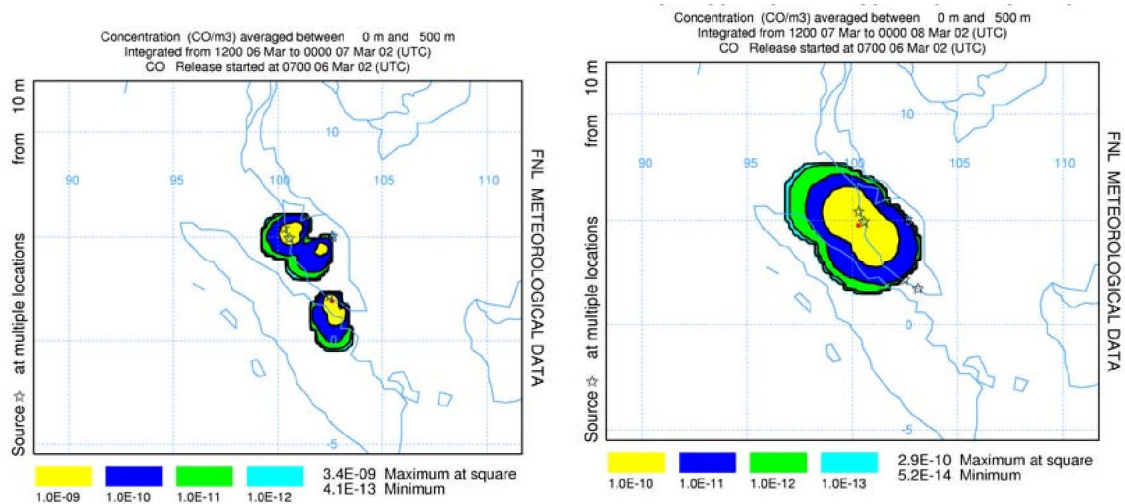 Concentration (CO/m3) averaged between 0 m and 500 m
Integrated from 1200 06 Mar to 0000 07 Mar 02 (UTC)
CO Release started at 0700 06 Mar 02 (UTC)
Source ☆ at multiple locations from 10 m
90 95 100 105 110
10
0
-5
FNL METEOROLOGICAL DATA
1.0E-09 1.0E-10 1.0E-11 1.0E-12
3.4E-09 Maximum at square
4.1E-13 Minimum
Concentration (CO/m3) averaged between 0 m and 500 m
Integrated from 1200 07 Mar to 0000 08 Mar 02 (UTC)
CO Release started at 0700 06 Mar 02 (UTC)
Source ☆ at multiple locations from 10 m
10
90 95 100 105 110
0
-5
FNL METEOROLOGICAL DATA
1.0E-10 1.0E-11 1.0E-12 1.0E-13
2.9E-10 Maximum at square
5.2E-14 Minimum